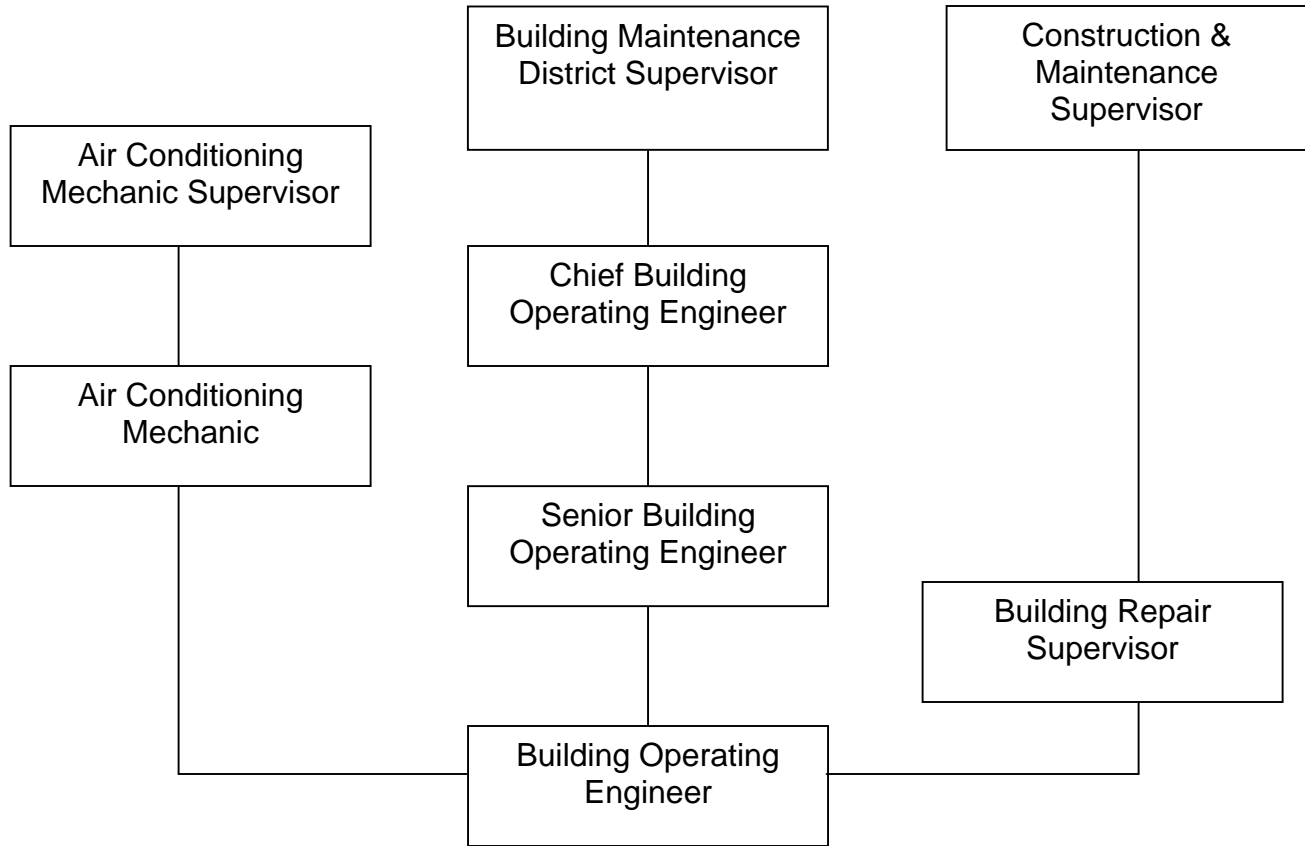 Building Maintenance
District Supervisor
Construction &
Maintenance
Supervisor
Air Conditioning
Mechanic Supervisor
Chief Building
Operating Engineer
Air Conditioning
Mechanic
Senior Building
Operating Engineer
Building Repair
Supervisor
Building Operating
Engineer